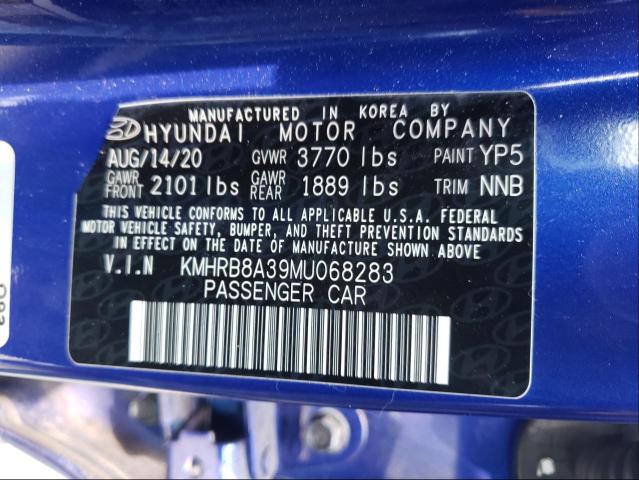 MANUFACTURED IN KOREA BY
HYUNDAI MOTOR COMPANY
AUG/14/20 GVWR 3770 lbs PAINT YP5
GAWR FRONT 2101 lbs GAWR REAR 1889 lbs TRIM NNB
THIS VEHICLE CONFORMS TO ALL APPLICABLE U.S.A. FEDERAL
MOTOR VEHICLE SAFETY, BUMPER, AND THEFT PREVENTION STANDARDS
IN EFFECT ON THE DATE OF MANUFACTURE SHOWN ABOVE
V.I.N KMHRB8A39MU068283
PASSENGER CAR